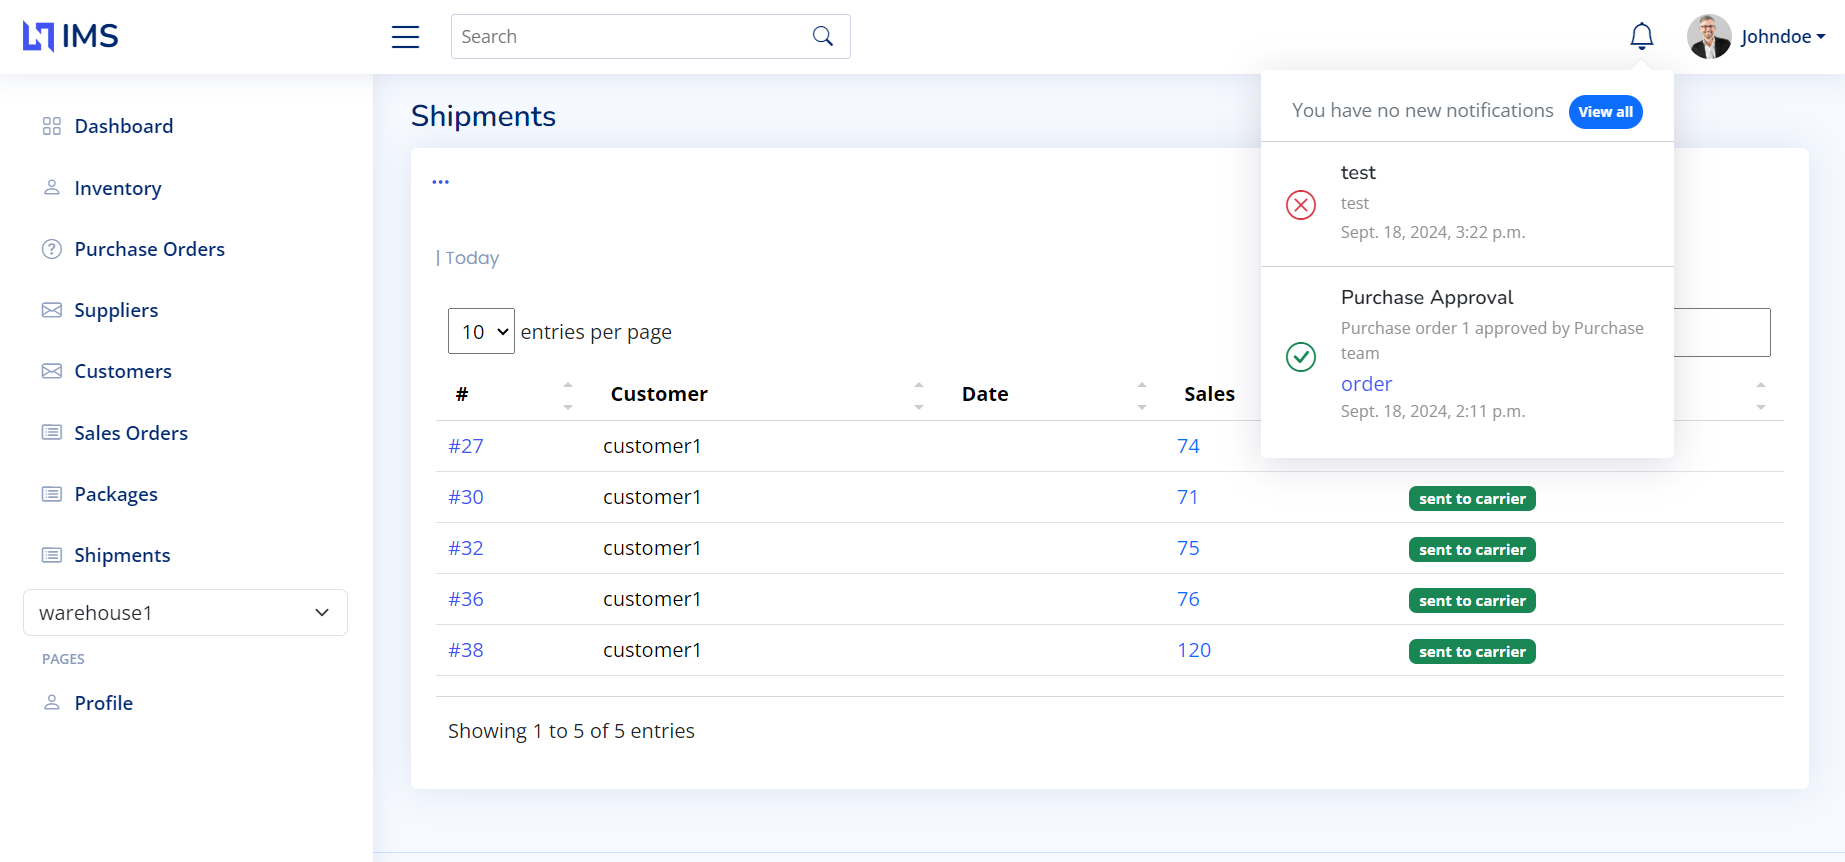 IMS
Search
Johndoe
You have no new notifications View all
test
test
Sept. 18, 2024, 3:22 p.m.
Purchase Approval
Purchase order 1 approved by Purchase
team
order
Sept. 18, 2024, 2:11 p.m.
Dashboard
Inventory
Purchase Orders
Suppliers
Customers
Sales Orders
Packages
Shipments
warehouse1
PAGES
Profile
Shipments
...
| Today
10 entries per page
# Customer Date Sales
#27 customer1 74
#30 customer1 71 sent to carrier
#32 customer1 75 sent to carrier
#36 customer1 76 sent to carrier
#38 customer1 120 sent to carrier
Showing 1 to 5 of 5 entries